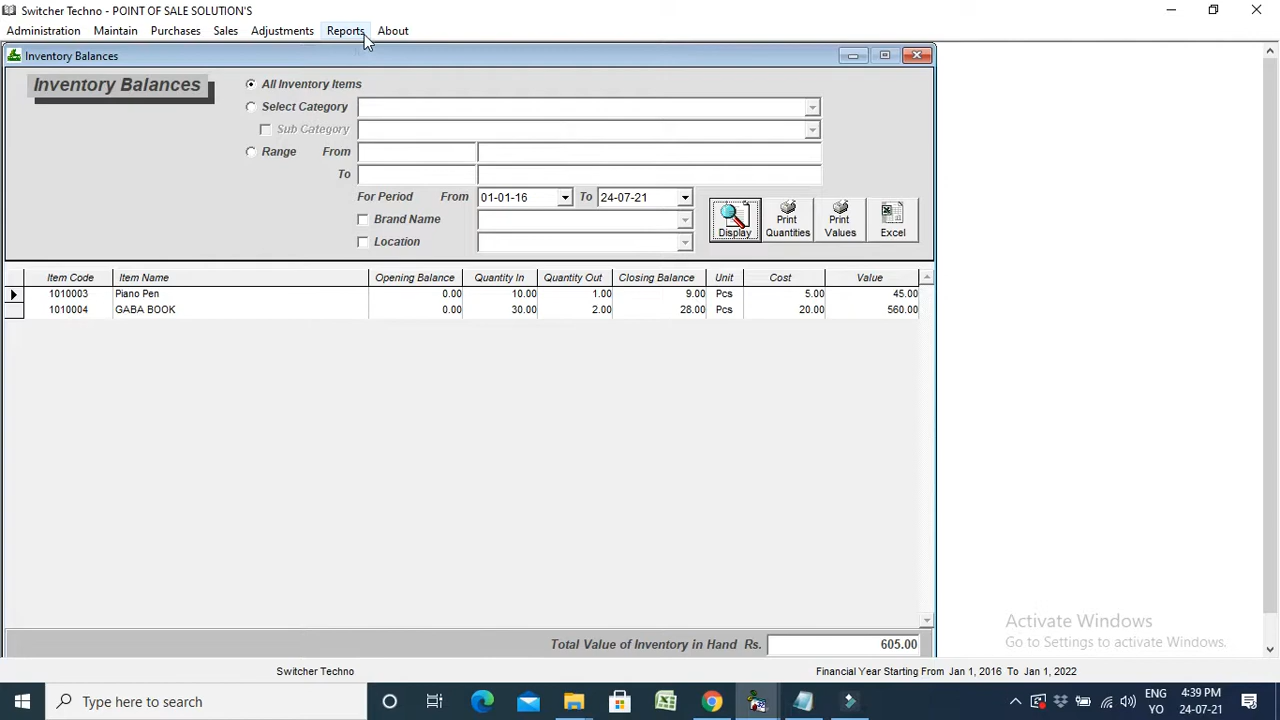 Switcher Techno - POINT OF SALE SOLUTION'S
Administration Maintain Purchases Sales Adjustments Reports About
Inventory Balances
Inventory Balances
All Inventory Items
Select Category
Sub Category
Range From
To
For Period From 01-01-16 To 24-07-21
Brand Name
Location
Display
Print Quantities
Print Values
Excel
Item Code Item Name Opening Balance Quantity In Quantity Out Closing Balance Unit Cost Value
1010003 Piano Pen 0.00 10.00 1.00 9.00 Pcs 5.00 45.00
1010004 GABA BOOK 0.00 30.00 2.00 28.00 Pcs 20.00 560.00
Activate Windows
Go to Settings to activate Windows.
Total Value of Inventory in Hand Rs. 605.00
Switcher Techno Financial Year Starting From Jan 1, 2016 To Jan 1, 2022
Type here to search
ENG
YO
4:39 PM
24-07-21